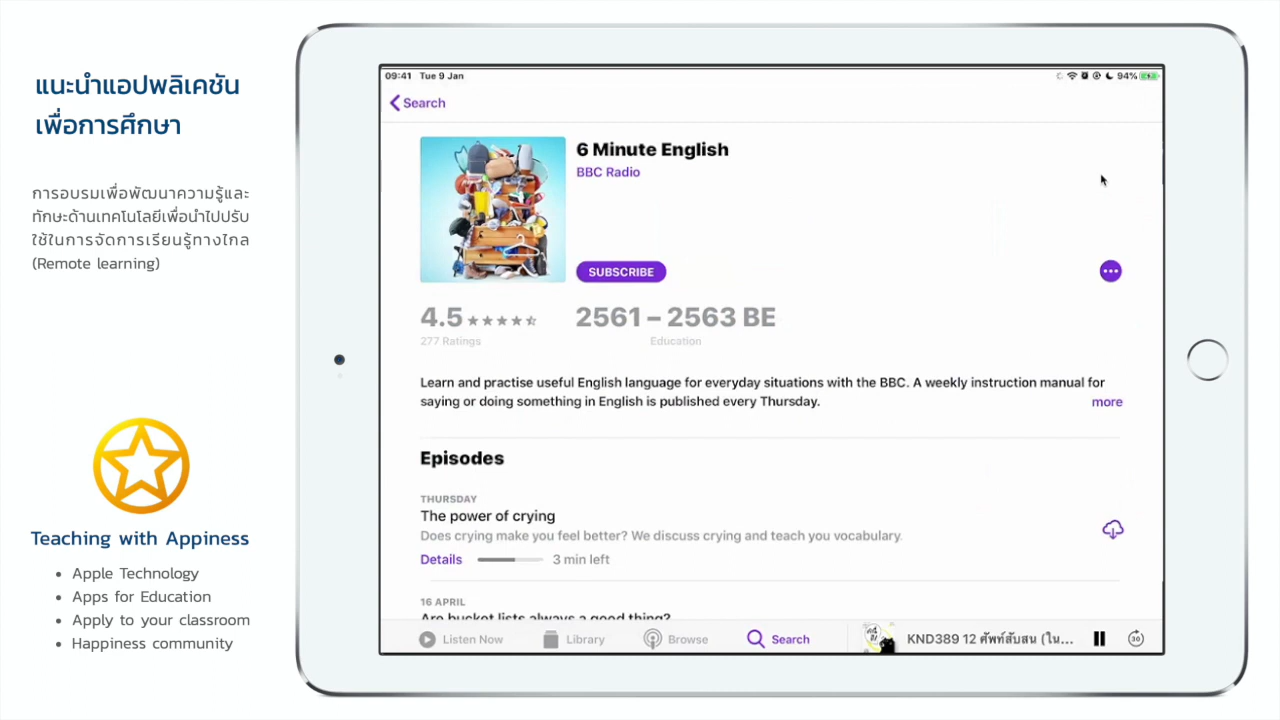 แนะนำแอปพลิเคชัน
เพื่อการศึกษา
การอบรมเพื่อพัฒนาความรู้และ
ทักษะด้านเทคโนโลยีเพื่อนำไปปรับ
ใช้ในการจัดการเรียนรู้ทางไกล
(Remote learning)
Teaching with Appiness
• Apple Technology
• Apps for Education
• Apply to your classroom
• Happiness community
09:41 Tue 9 Jan
94%
Search
6 Minute English
BBC Radio
SUBSCRIBE
4.5
2561 – 2563 BE
277 Ratings
Education
Learn and practise useful English language for everyday situations with the BBC. A weekly instruction manual for
saying or doing something in English is published every Thursday.
more
Episodes
THURSDAY
The power of crying
Does crying make you feel better? We discuss crying and teach you vocabulary.
Details
3 min left
16 APRIL
Are bucket lists always a good thing?
Listen Now
Library
Browse
Search
KND389 12 ศัพท์สับสน (ใน...
30